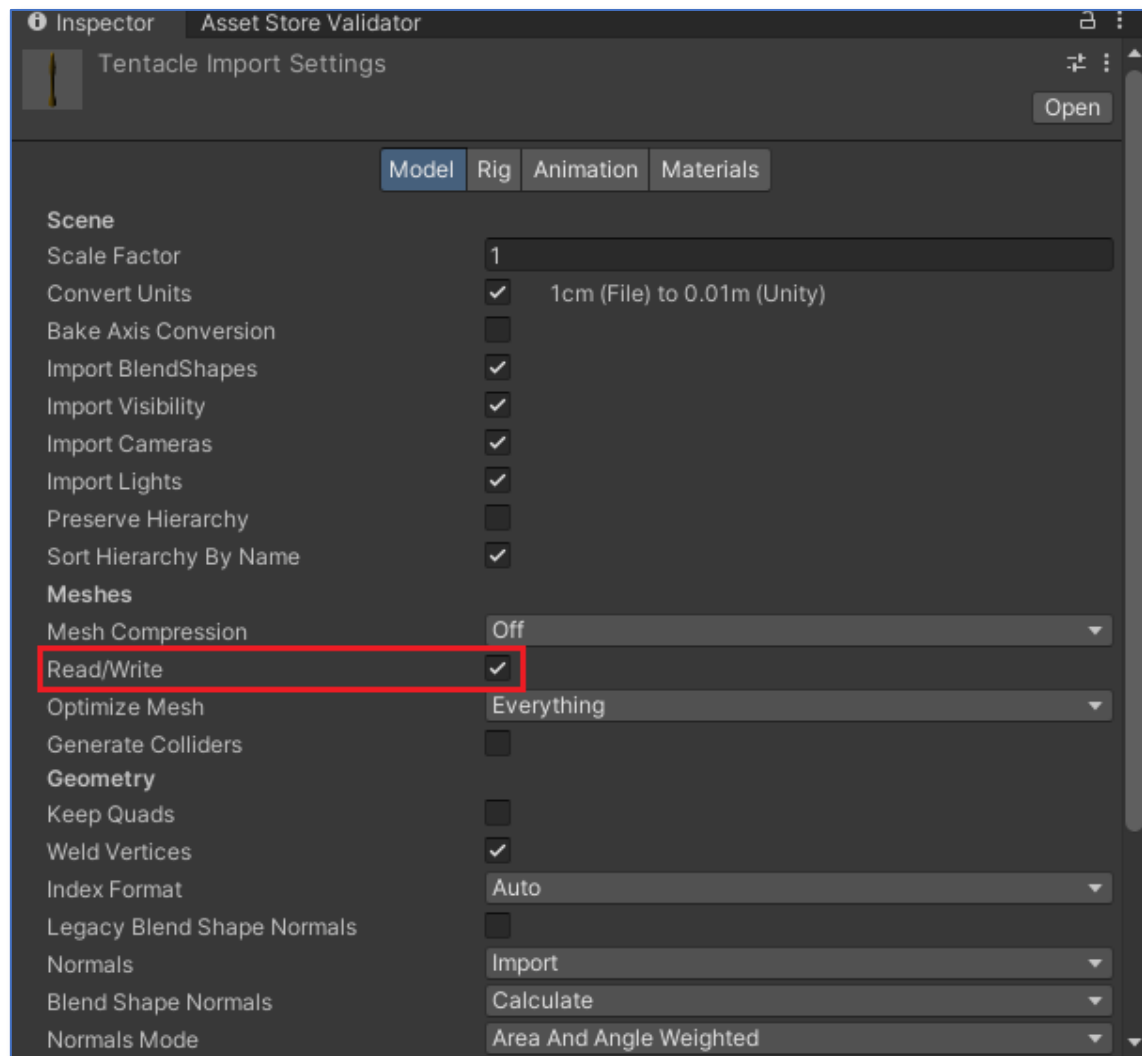 Inspector Asset Store Validator
Tentacle Import Settings
Open
Model Rig Animation Materials
Scene
Scale Factor 1
Convert Units 1cm (File) to 0.01m (Unity)
Bake Axis Conversion
Import BlendShapes
Import Visibility
Import Cameras
Import Lights
Preserve Hierarchy
Sort Hierarchy By Name
Meshes
Mesh Compression Off
Read/Write
Optimize Mesh Everything
Generate Colliders
Geometry
Keep Quads
Weld Vertices
Index Format Auto
Legacy Blend Shape Normals
Normals Import
Blend Shape Normals Calculate
Normals Mode Area And Angle Weighted